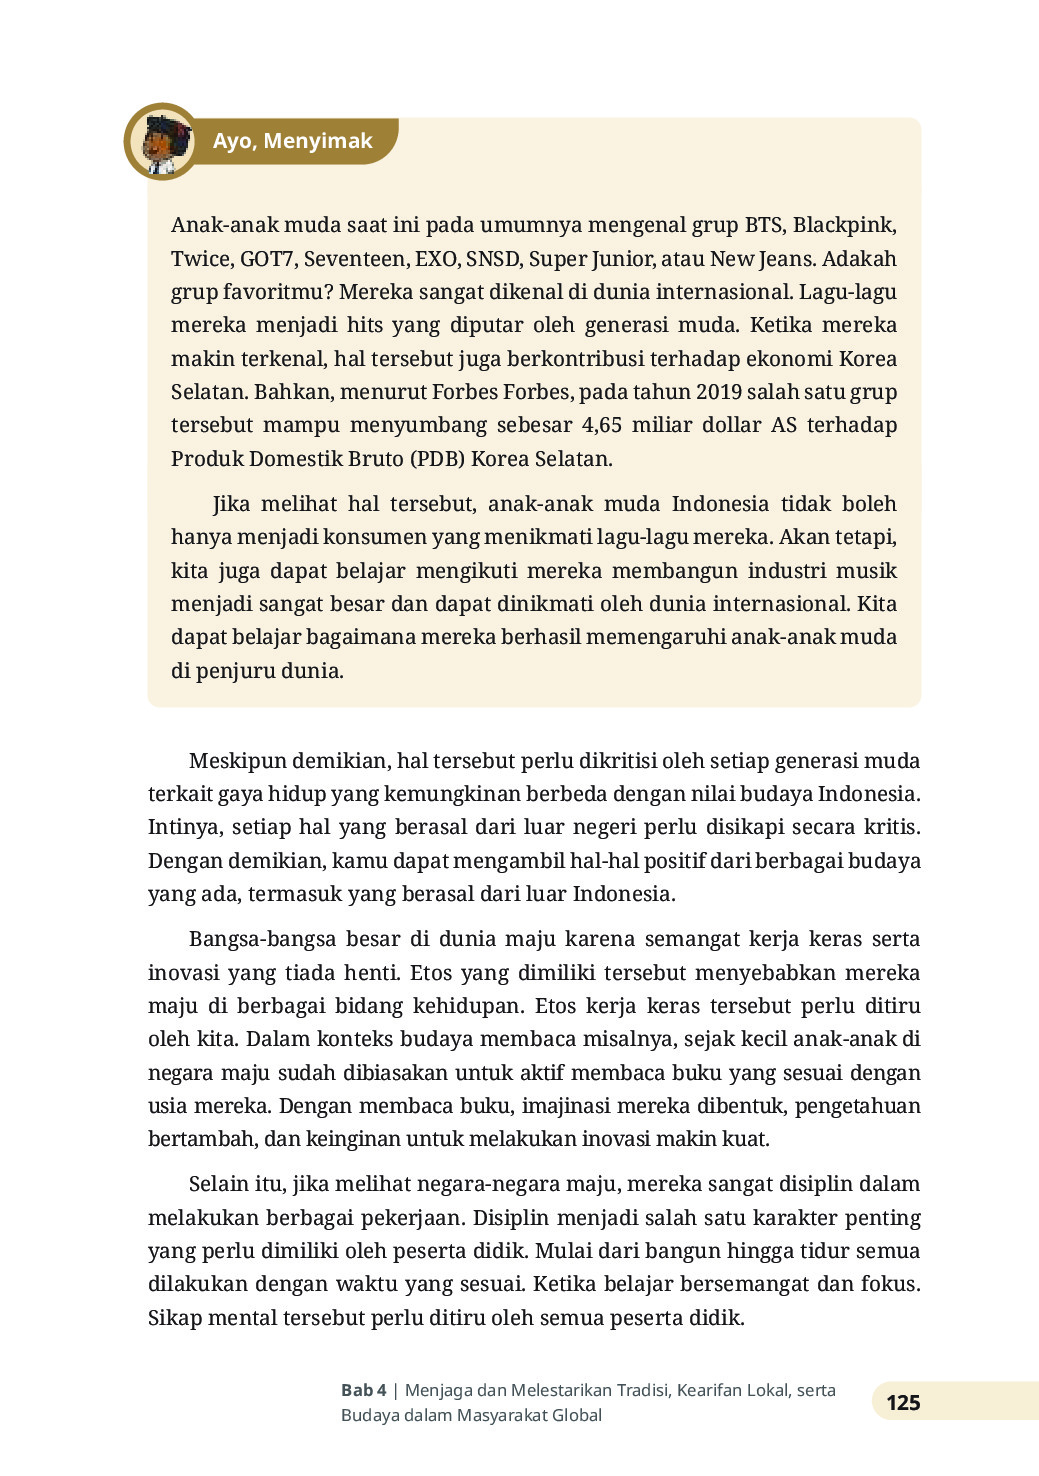 Ayo, Menyimak
Anak-anak muda saat ini pada umumnya mengenal grup BTS, Blackpink,
Twice, GOT7, Seventeen, EXO, SNSD, Super Junior, atau New Jeans. Adakah
grup favoritmu? Mereka sangat dikenal di dunia internasional. Lagu-lagu
mereka menjadi hits yang diputar oleh generasi muda. Ketika mereka
makin terkenal, hal tersebut juga berkontribusi terhadap ekonomi Korea
Selatan. Bahkan, menurut Forbes Forbes, pada tahun 2019 salah satu grup
tersebut mampu menyumbang sebesar 4,65 miliar dollar AS terhadap
Produk Domestik Bruto (PDB) Korea Selatan.
Jika melihat hal tersebut, anak-anak muda Indonesia tidak boleh
hanya menjadi konsumen yang menikmati lagu-lagu mereka. Akan tetapi,
kita juga dapat belajar mengikuti mereka membangun industri musik
menjadi sangat besar dan dapat dinikmati oleh dunia internasional. Kita
dapat belajar bagaimana mereka berhasil memengaruhi anak-anak muda
di penjuru dunia.
Meskipun demikian, hal tersebut perlu dikritisi oleh setiap generasi muda
terkait gaya hidup yang kemungkinan berbeda dengan nilai budaya Indonesia.
Intinya, setiap hal yang berasal dari luar negeri perlu disikapi secara kritis.
Dengan demikian, kamu dapat mengambil hal-hal positif dari berbagai budaya
yang ada, termasuk yang berasal dari luar Indonesia.
Bangsa-bangsa besar di dunia maju karena semangat kerja keras serta
inovasi yang tiada henti. Etos yang dimiliki tersebut menyebabkan mereka
maju di berbagai bidang kehidupan. Etos kerja keras tersebut perlu ditiru
oleh kita. Dalam konteks budaya membaca misalnya, sejak kecil anak-anak di
negara maju sudah dibiasakan untuk aktif membaca buku yang sesuai dengan
usia mereka. Dengan membaca buku, imajinasi mereka dibentuk, pengetahuan
bertambah, dan keinginan untuk melakukan inovasi makin kuat.
Selain itu, jika melihat negara-negara maju, mereka sangat disiplin dalam
melakukan berbagai pekerjaan. Disiplin menjadi salah satu karakter penting
yang perlu dimiliki oleh peserta didik. Mulai dari bangun hingga tidur semua
dilakukan dengan waktu yang sesuai. Ketika belajar bersemangat dan fokus.
Sikap mental tersebut perlu ditiru oleh semua peserta didik.
Bab 4 | Menjaga dan Melestarikan Tradisi, Kearifan Lokal, serta
Budaya dalam Masyarakat Global
125